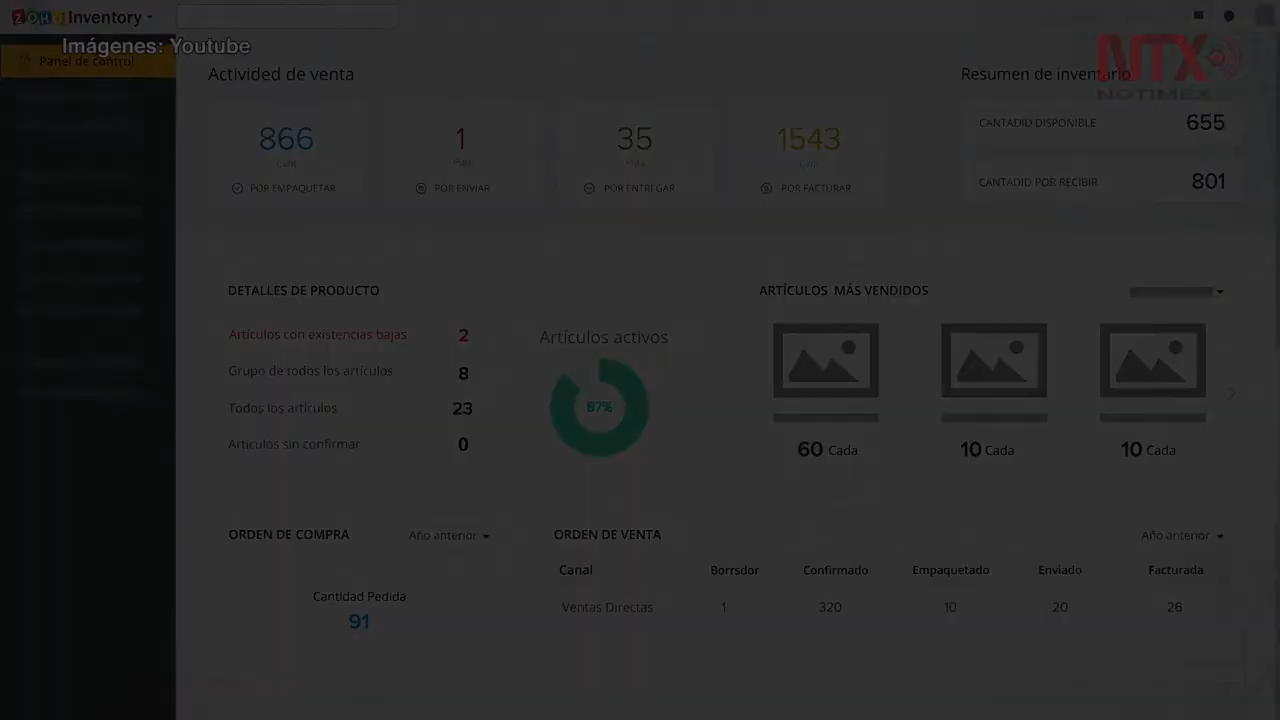 ZOHO Inventory
Imágenes: Youtube
Panel de control
NTX
NOTIMEX
Activided de venta
866
1
35
1543
POR EMPAQUETAR
POR ENVIAR
POR ENTREGAR
POR FACTURAR
Resumen de inventario
CANTADID DISPONIBLE 655
CANTADID POR RECIBIR 801
DETALLES DE PRODUCTO
Artículos con existencias bajas 2
Grupo de todos los artículos 8
Todos los artículos 23
Artículos sin confirmar 0
Artículos activos
87%
ARTÍCULOS MÁS VENDIDOS
60 Cada
10 Cada
10 Cada
ORDEN DE COMPRA Año anterior
Cantidad Pedida
91
ORDEN DE VENTA Año anterior
Canal Borrsdor Confirmado Empaquetado Enviado Facturada
Ventas Directas 1 320 10 20 26